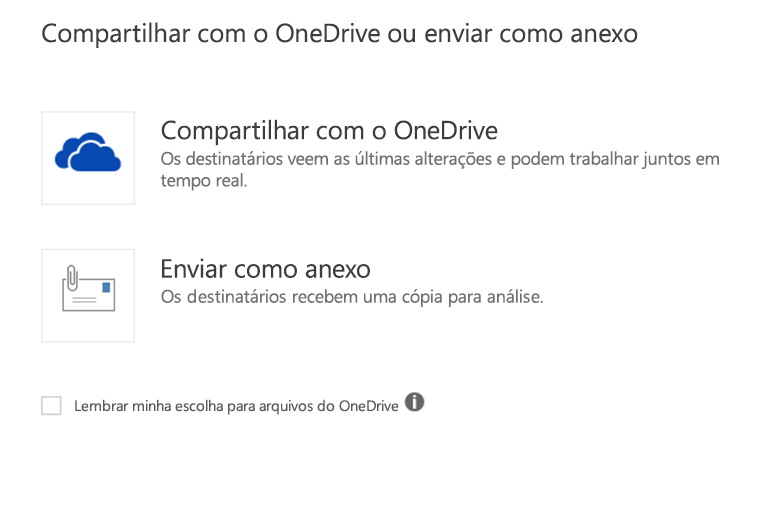 Compartilhar com o OneDrive ou enviar como anexo
Compartilhar com o OneDrive
Os destinatários veem as últimas alterações e podem trabalhar juntos em
tempo real.
Enviar como anexo
Os destinatários recebem uma cópia para análise.
Lembrar minha escolha para arquivos do OneDrive